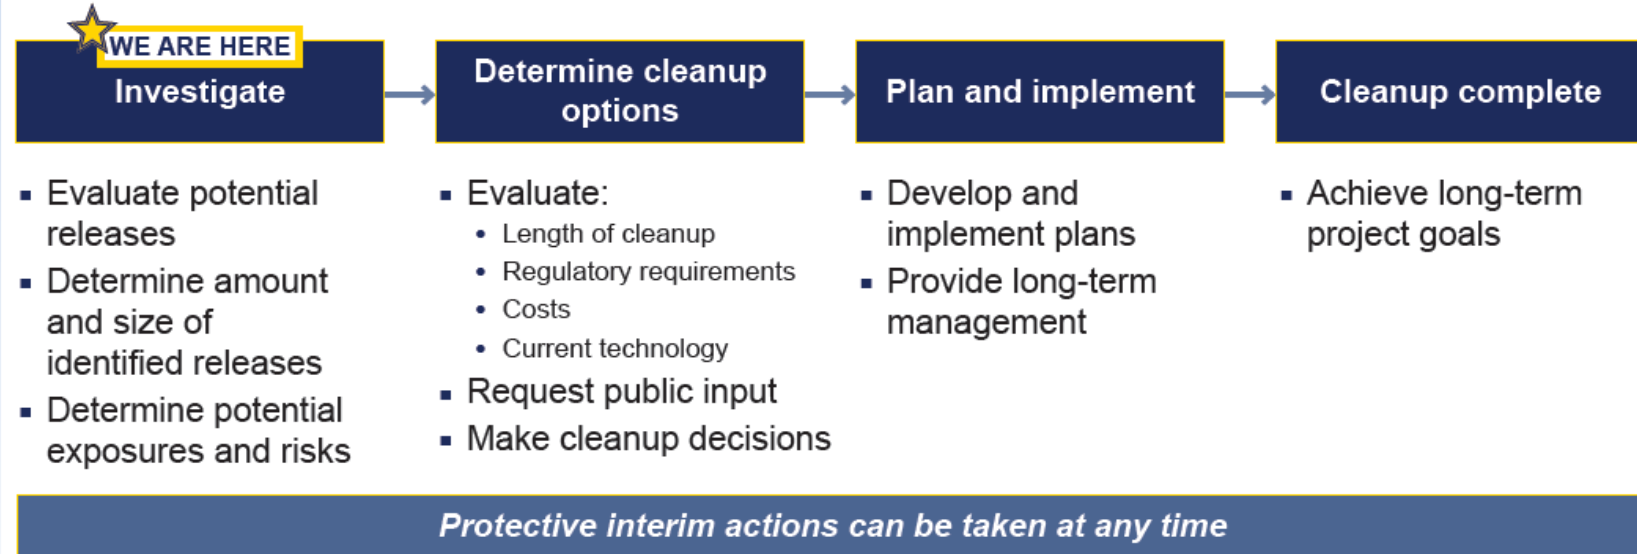 WE ARE HERE
Investigate
Determine cleanup
options
Plan and implement
Cleanup complete
▪ Evaluate potential
releases
▪ Determine amount
and size of
identified releases
▪ Determine potential
exposures and risks
▪ Evaluate:
• Length of cleanup
• Regulatory requirements
• Costs
• Current technology
▪ Request public input
▪ Make cleanup decisions
▪ Develop and
implement plans
▪ Provide long-term
management
▪ Achieve long-term
project goals
Protective interim actions can be taken at any time